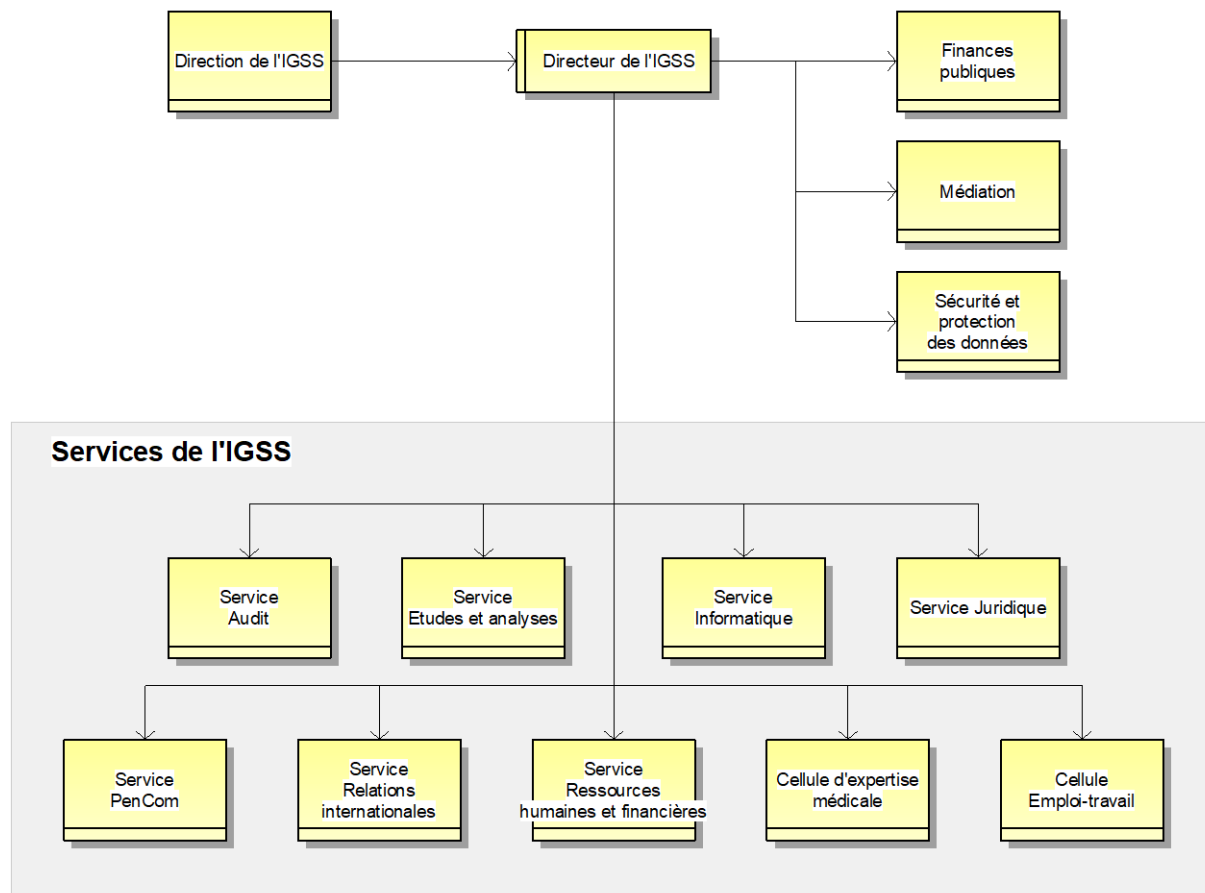 Direction de l'IGSS
Directeur de l'IGSS
Finances
publiques
Médiation
Sécurité et
protection
des données
Services de l'IGSS
Service
Audit
Service
Etudes et analyses
Service
Informatique
Service Juridique
Service
PenCom
Service
Relations
internationales
Service
Ressources
humaines et financières
Cellule d'expertise
médicale
Cellule
Emploi-travail